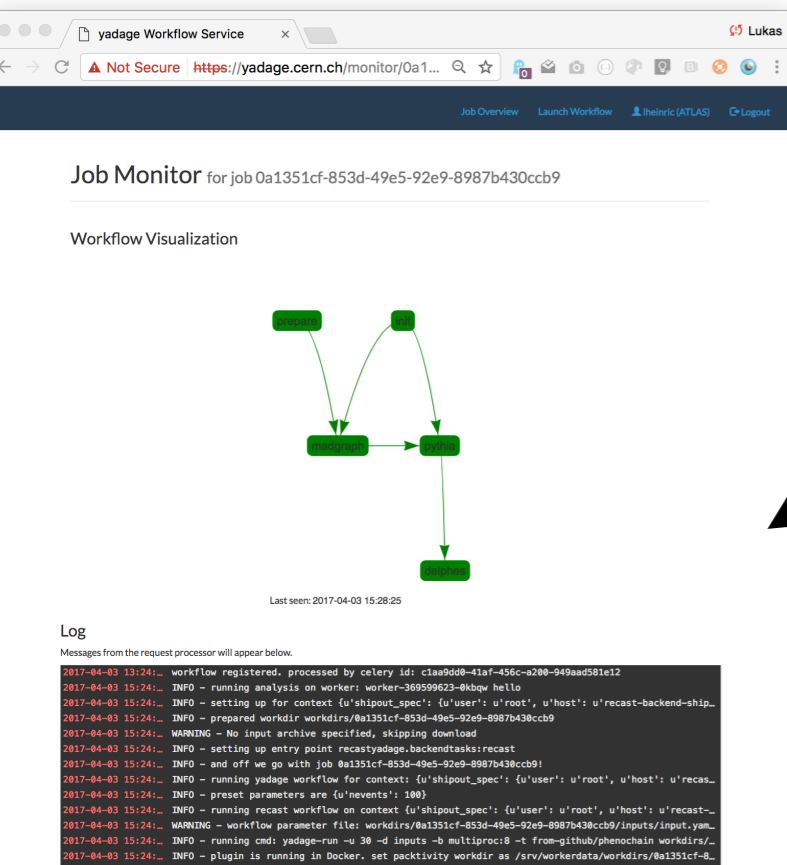 yadage Workflow Service ×
Lukas
Not Secure https://yadage.cern.ch/monitor/0a1...
0
Job Overview Launch Workflow lheinric (ATLAS) Logout
Job Monitor for job 0a1351cf-853d-49e5-92e9-8987b430ccb9
Workflow Visualization
prepare init
madgraph pythia
delphes
Last seen: 2017-04-03 15:28:25
Log
Messages from the request processor will appear below.
2017-04-03 13:24:… workflow registered. processed by celery id: c1aa9dd0-41af-456c-a200-949aad581e12
2017-04-03 15:24:… INFO - running analysis on worker: worker-369599623-0kbqw hello
2017-04-03 15:24:… INFO - setting up for context {u'shipout_spec': {u'user': u'root', u'host': u'recast-backend-ship…
2017-04-03 15:24:… INFO - prepared workdir workdirs/0a1351cf-853d-49e5-92e9-8987b430ccb9
2017-04-03 15:24:… WARNING - No input archive specified, skipping download
2017-04-03 15:24:… INFO - setting up entry point recastyadage.backendtasks:recast
2017-04-03 15:24:… INFO - and off we go with job 0a1351cf-853d-49e5-92e9-8987b430ccb9!
2017-04-03 15:24:… INFO - running yadage workflow for context: {u'shipout_spec': {u'user': u'root', u'host': u'recas…
2017-04-03 15:24:… INFO - preset parameters are {u'nevents': 100}
2017-04-03 15:24:… INFO - running recast workflow on context {u'shipout_spec': {u'user': u'root', u'host': u'recast-…
2017-04-03 15:24:… WARNING - workflow parameter file: workdirs/0a1351cf-853d-49e5-92e9-8987b430ccb9/inputs/input.yam…
2017-04-03 15:24:… INFO - running cmd: yadage-run -u 30 -d inputs -b multiproc:8 -t from-github/phenochain workdirs/…
2017-04-03 15:24:… INFO - plugin is running in Docker. set packtivity workdir as /srv/workerdata/workdirs/0a1351cf-8…